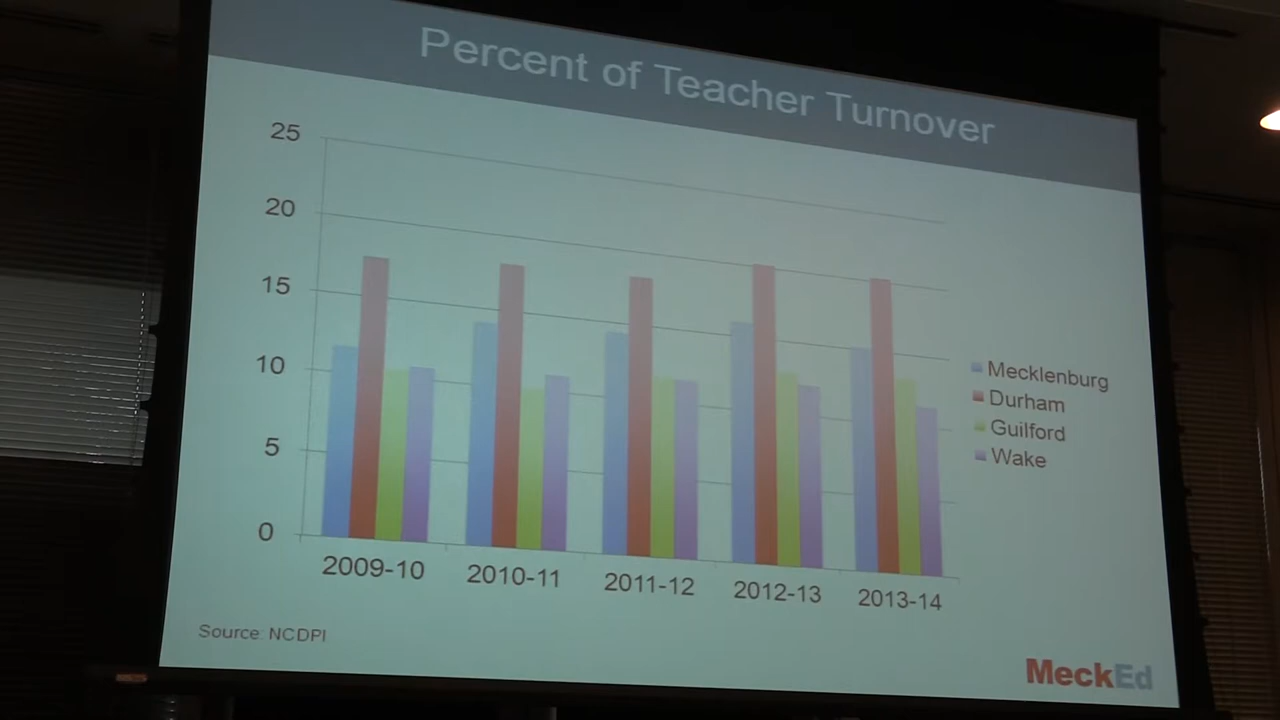 Percent of Teacher Turnover
25
20
15
10
5
0
2009-10
2010-11
2011-12
2012-13
2013-14
Mecklenburg
Durham
Guilford
Wake
Source: NCDPI
MeckEd